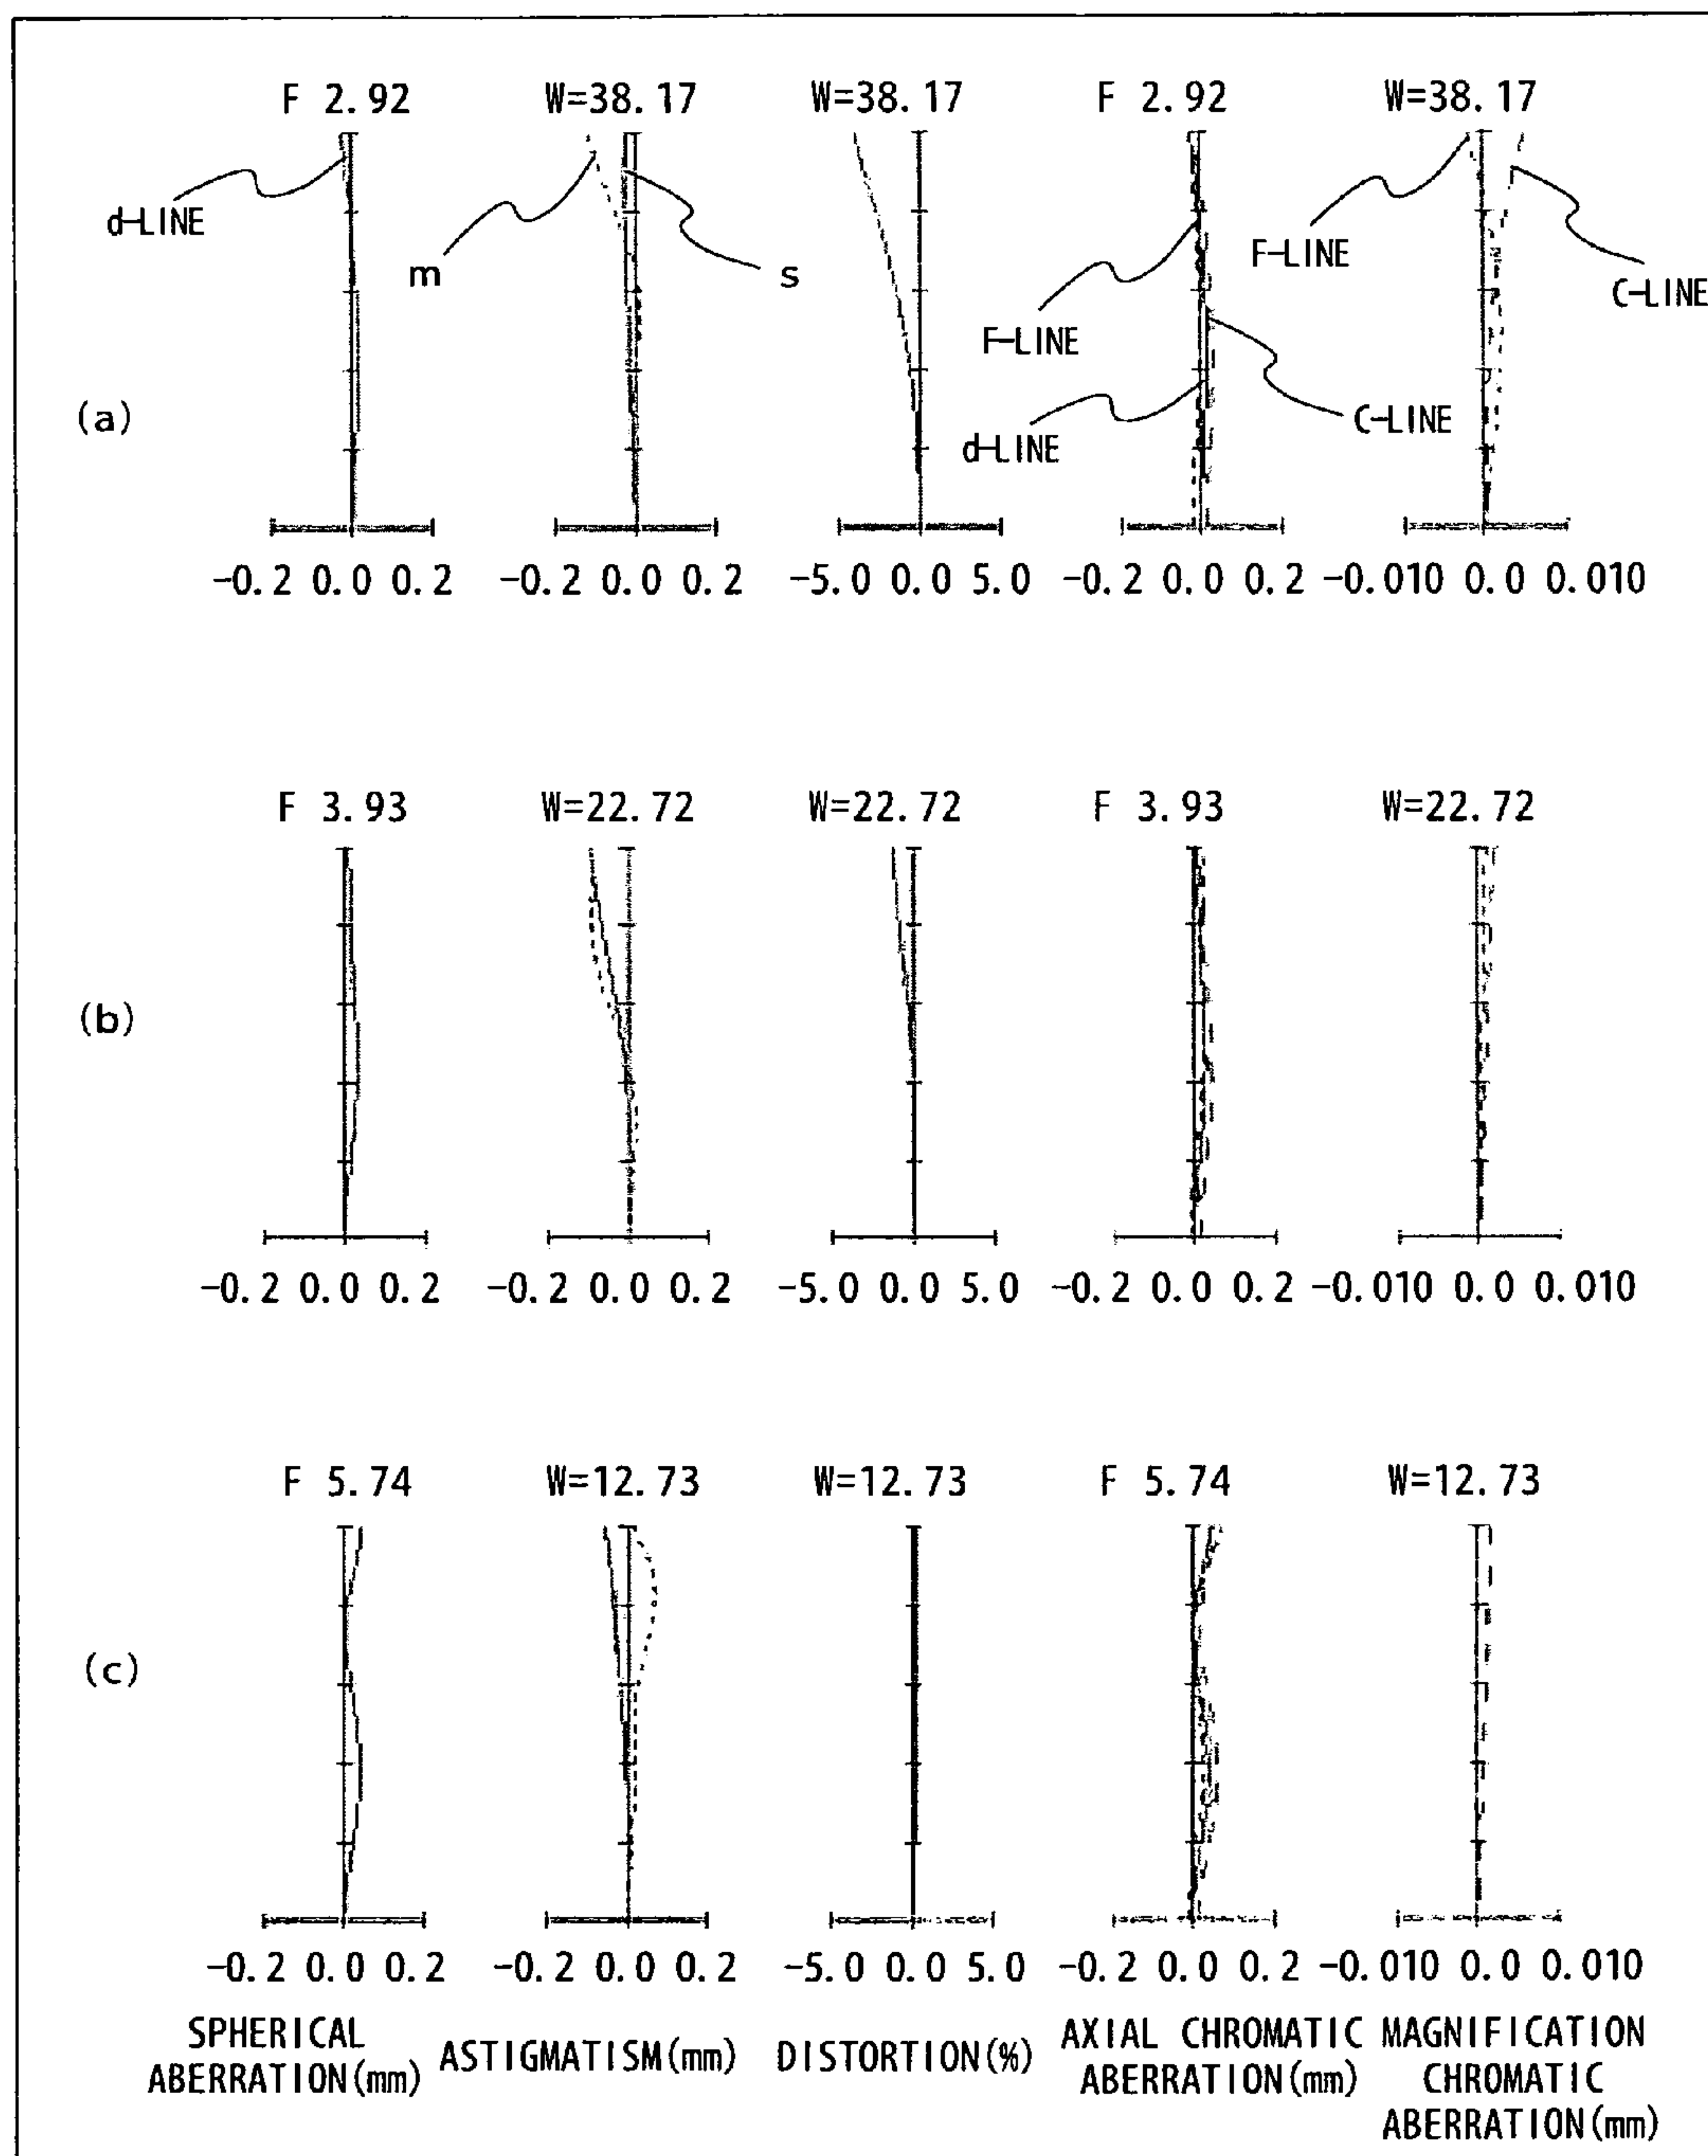 F 2.92 W=38.17 W=38.17 F 2.92 W=38.17
d-LINE
m
s
F-LINE
d-LINE
C-LINE
F-LINE
C-LINE
(a)
-0.2 0.0 0.2 -0.2 0.0 0.2 -5.0 0.0 5.0 -0.2 0.0 0.2 -0.010 0.0 0.010
F 3.93 W=22.72 W=22.72 F 3.93 W=22.72
(b)
-0.2 0.0 0.2 -0.2 0.0 0.2 -5.0 0.0 5.0 -0.2 0.0 0.2 -0.010 0.0 0.010
F 5.74 W=12.73 W=12.73 F 5.74 W=12.73
(c)
-0.2 0.0 0.2 -0.2 0.0 0.2 -5.0 0.0 5.0 -0.2 0.0 0.2 -0.010 0.0 0.010
SPHERICAL
ABERRATION(mm)
ASTIGMATISM(mm)
DISTORTION(%)
AXIAL CHROMATIC
ABERRATION(mm)
MAGNIFICATION
CHROMATIC
ABERRATION(mm)